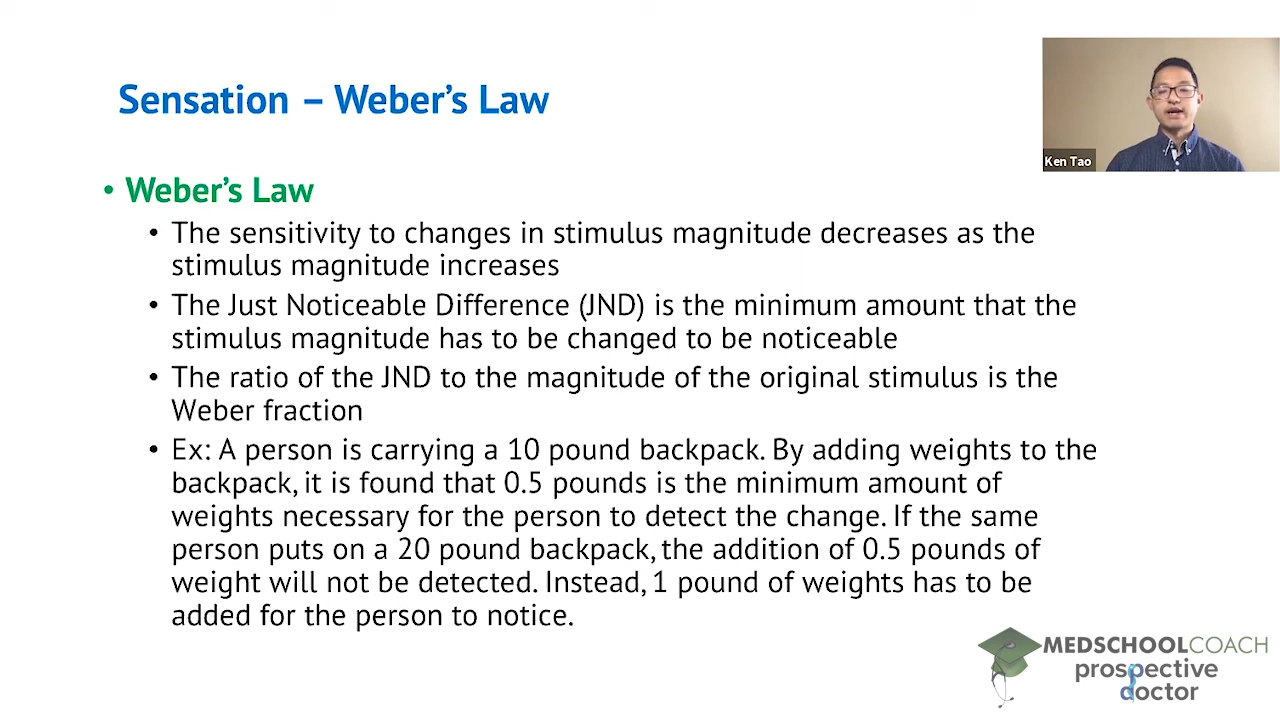 Sensation – Weber's Law
Ken Tao
• Weber's Law
• The sensitivity to changes in stimulus magnitude decreases as the
stimulus magnitude increases
• The Just Noticeable Difference (JND) is the minimum amount that the
stimulus magnitude has to be changed to be noticeable
• The ratio of the JND to the magnitude of the original stimulus is the
Weber fraction
• Ex: A person is carrying a 10 pound backpack. By adding weights to the
backpack, it is found that 0.5 pounds is the minimum amount of
weights necessary for the person to detect the change. If the same
person puts on a 20 pound backpack, the addition of 0.5 pounds of
weight will not be detected. Instead, 1 pound of weights has to be
added for the person to notice.
MEDSCHOOLCOACH
prospective
doctor